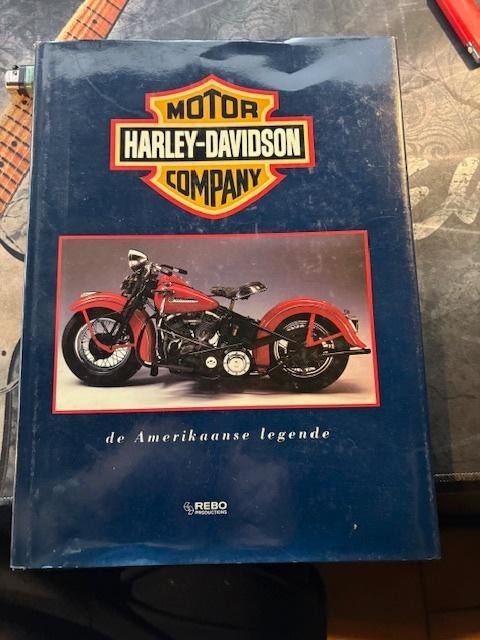 MOTOR
HARLEY-DAVIDSON
COMPANY
de Amerikaanse legende
REBO
PRODUCTIONS